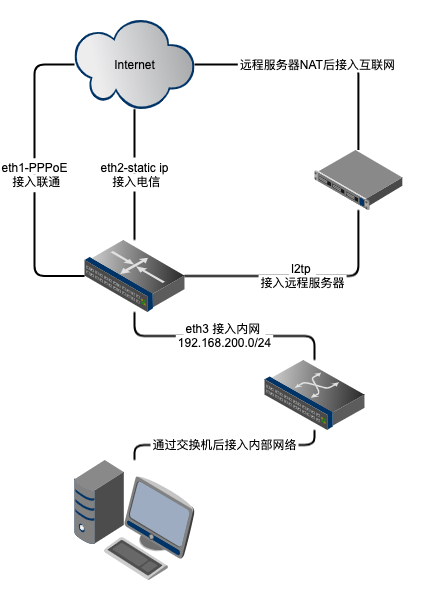 Internet
远程服务器NAT后接入互联网
eth1-PPPoE
接入联通
eth2-static ip
接入电信
l2tp
接入远程服务器
eth3 接入内网
192.168.200.0/24
通过交换机后接入内部网络